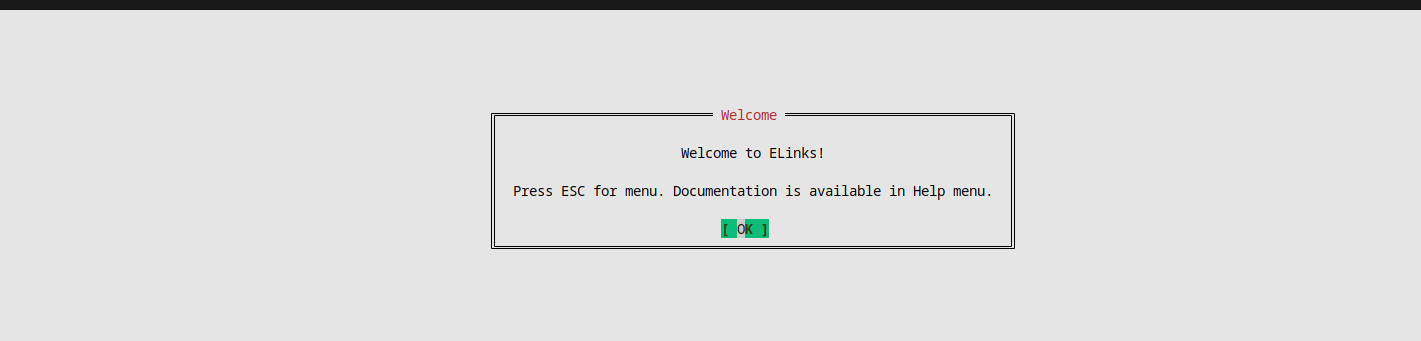 Welcome
Welcome to ELinks!
Press ESC for menu. Documentation is available in Help menu.
[ OK ]